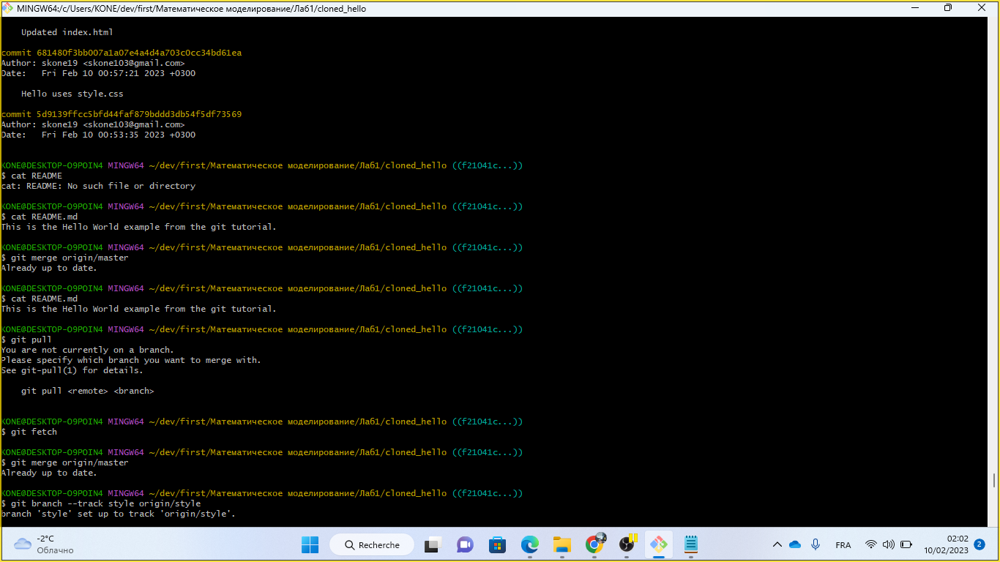 MINGW64:/c/Users/KONE/dev/first/Математическое моделирование/Лаб1/cloned_hello
Updated index.html
commit 681480f3bb007a1a07e4a4d4a703c0cc34bd61ea
Author: skone19 <skone103@gmail.com>
Date:   Fri Feb 10 00:57:21 2023 +0300
Hello uses style.css
commit 5d9139ffcc5bfd44faf879bddd3db54f5df73569
Author: skone19 <skone103@gmail.com>
Date:   Fri Feb 10 00:53:35 2023 +0300
KONE@DESKTOP-O9POIN4 MINGW64 ~/dev/first/Математическое моделирование/Лаб1/cloned_hello ((f21041c...))
$ cat README
cat: README: No such file or directory
KONE@DESKTOP-O9POIN4 MINGW64 ~/dev/first/Математическое моделирование/Лаб1/cloned_hello ((f21041c...))
$ cat README.md
This is the Hello World example from the git tutorial.
KONE@DESKTOP-O9POIN4 MINGW64 ~/dev/first/Математическое моделирование/Лаб1/cloned_hello ((f21041c...))
$ git merge origin/master
Already up to date.
KONE@DESKTOP-O9POIN4 MINGW64 ~/dev/first/Математическое моделирование/Лаб1/cloned_hello ((f21041c...))
$ cat README.md
This is the Hello World example from the git tutorial.
KONE@DESKTOP-O9POIN4 MINGW64 ~/dev/first/Математическое моделирование/Лаб1/cloned_hello ((f21041c...))
$ git pull
You are not currently on a branch.
Please specify which branch you want to merge with.
See git-pull(1) for details.
git pull <remote> <branch>
KONE@DESKTOP-O9POIN4 MINGW64 ~/dev/first/Математическое моделирование/Лаб1/cloned_hello ((f21041c...))
$ git fetch
KONE@DESKTOP-O9POIN4 MINGW64 ~/dev/first/Математическое моделирование/Лаб1/cloned_hello ((f21041c...))
$ git merge origin/master
Already up to date.
KONE@DESKTOP-O9POIN4 MINGW64 ~/dev/first/Математическое моделирование/Лаб1/cloned_hello ((f21041c...))
$ git branch --track style origin/style
branch 'style' set up to track 'origin/style'.
-2°C
Облачно
Recherche
FRA
02:02
10/02/2023
2